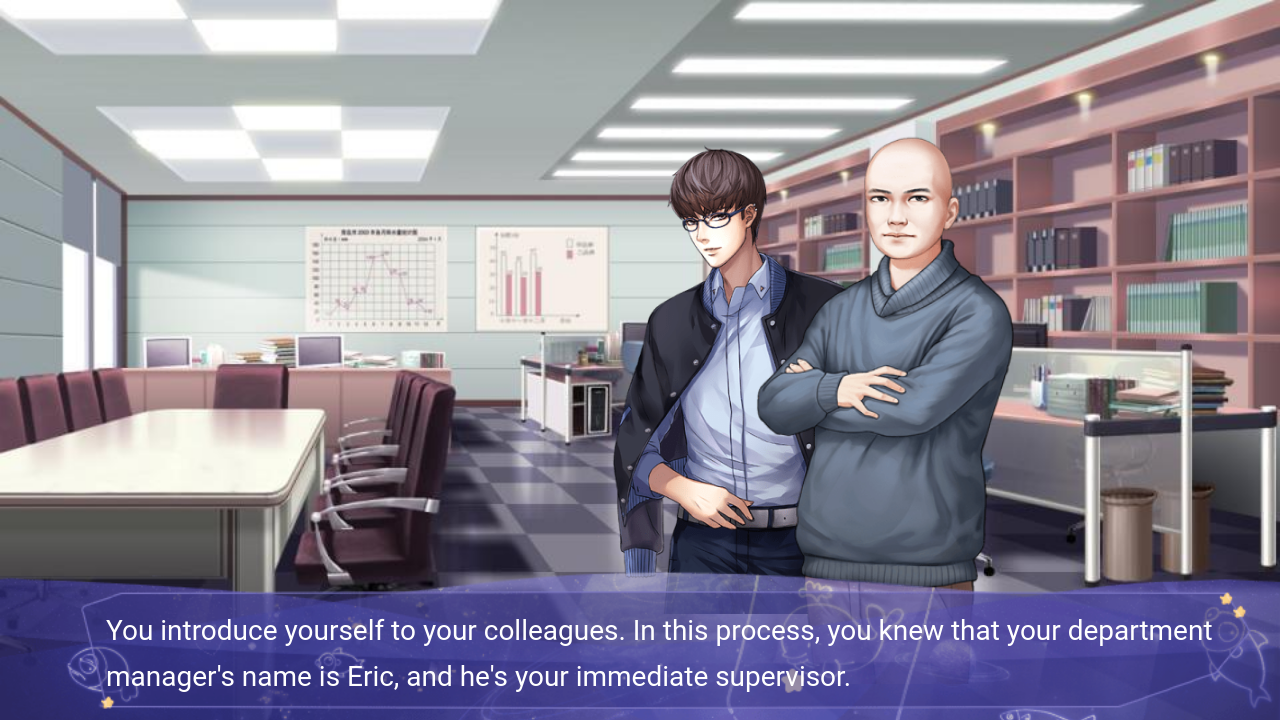 You introduce yourself to your colleagues. In this process, you knew that your department
manager's name is Eric, and he's your immediate supervisor.